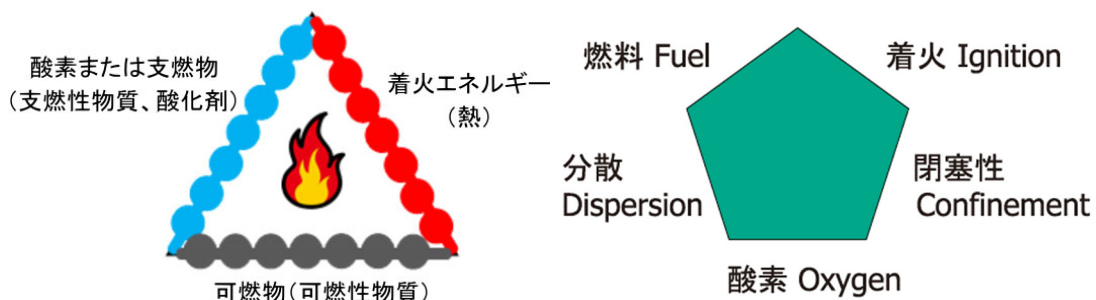 酸素または支燃物
(支燃性物質、酸化剤)
着火エネルギー
(熱)
可燃物(可燃性物質)
燃料 Fuel
着火 Ignition
分散
Dispersion
閉塞性
Confinement
酸素 Oxygen